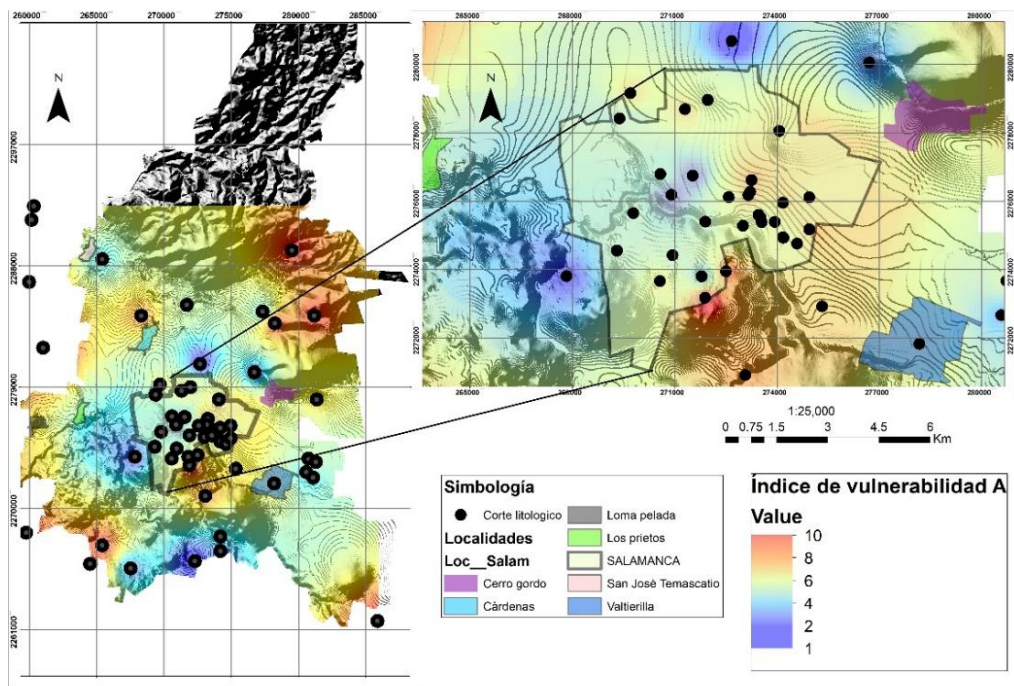 260000 265000 270000 275000 280000 285000
2297000
2288000
2279000
2270000
2261000
N
265000 268000 271000 274000 277000 280000
2280000
2278000
2276000
2274000
2272000
N
265000 268000 271000 274000 277000 280000
1:25,000
0 0.75 1.5 3 4.5 6
Km
Simbología
Corte litologico
Localidades
Loc__Salam
Cerro gordo
Càrdenas
Loma pelada
Los prietos
SALAMANCA
San Josè Temascatio
Valtierilla
Índice de vulnerabilidad A
Value
10
8
6
4
2
1